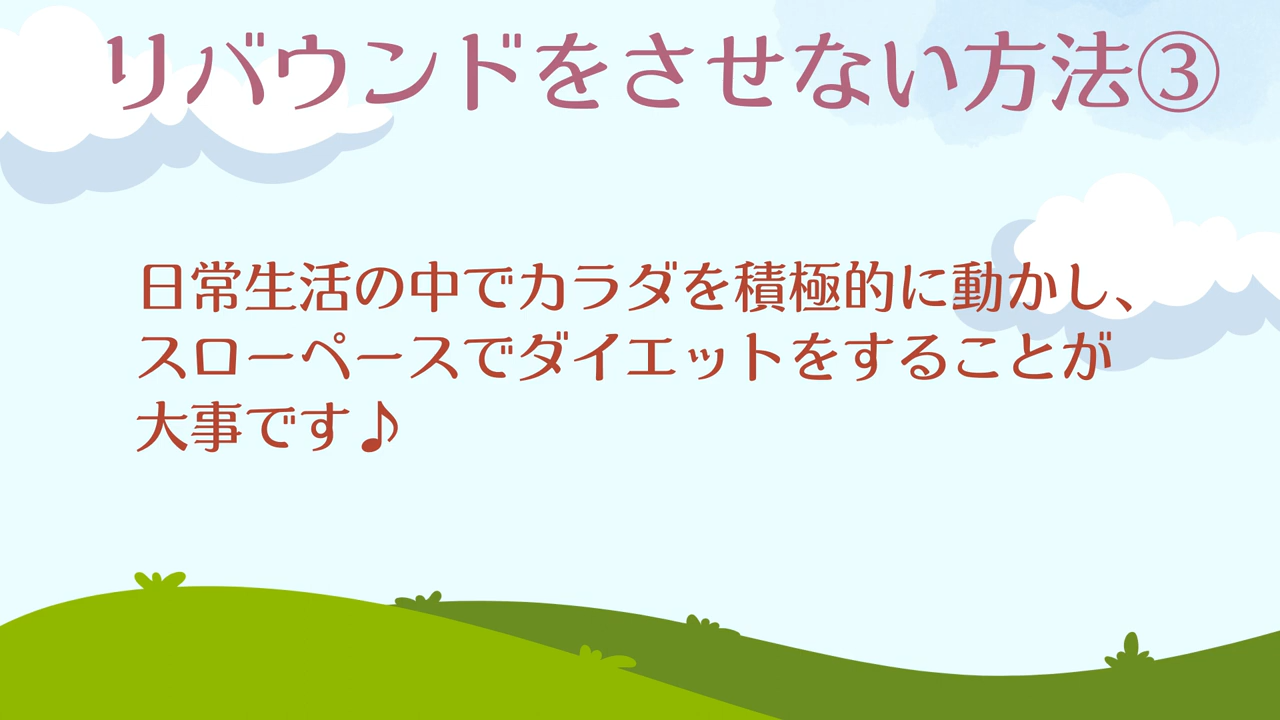 リバウンドをさせない方法③
日常生活の中でカラダを積極的に動かし、
スローペースでダイエットをすることが
大事です♪